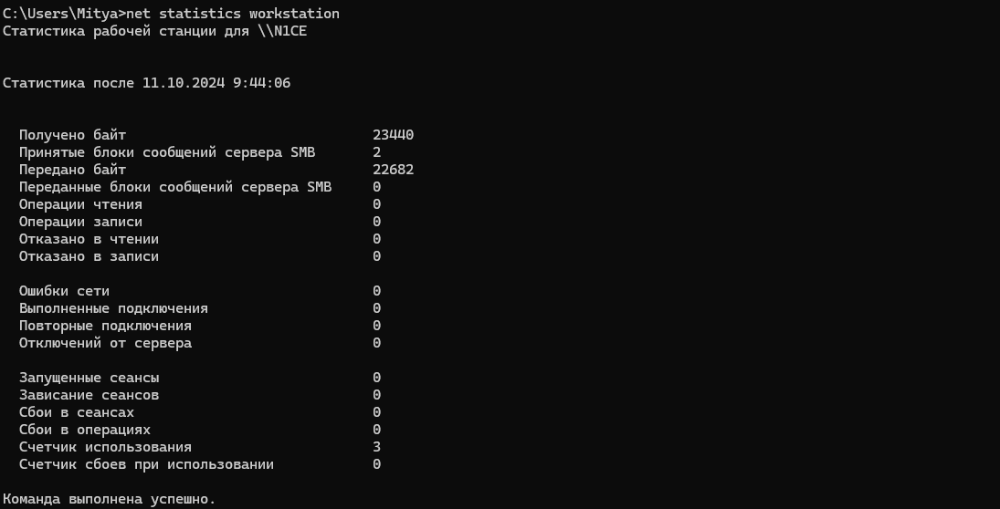 C:\Users\Mitya>net statistics workstation
Статистика рабочей станции для \\N1CE
Статистика после 11.10.2024 9:44:06
Получено байт 23440
Принятые блоки сообщений сервера SMB 2
Передано байт 22682
Переданные блоки сообщений сервера SMB 0
Операции чтения 0
Операции записи 0
Отказано в чтении 0
Отказано в записи 0
Ошибки сети 0
Выполненные подключения 0
Повторные подключения 0
Отключений от сервера 0
Запущенные сеансы 0
Зависание сеансов 0
Сбои в сеансах 0
Сбои в операциях 0
Счетчик использования 3
Счетчик сбоев при использовании 0
Команда выполнена успешно.